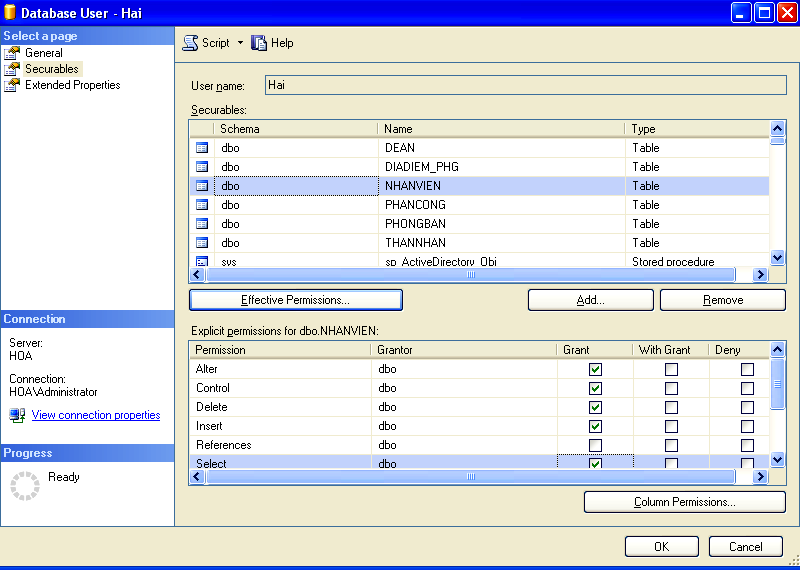 Database User - Hai
Select a page
General
Securables
Extended Properties
Script
Help
User name: Hai
Securables:
Schema Name Type
dbo DEAN Table
dbo DIADIEM_PHG Table
dbo NHANVIEN Table
dbo PHANCONG Table
dbo PHONGBAN Table
dbo THANNHAN Table
sys sp_ActiveDirectory_Obj Stored procedure
Effective Permissions... Add... Remove
Explicit permissions for dbo.NHANVIEN:
Permission Grantor Grant With Grant Deny
Alter dbo
Control dbo
Delete dbo
Insert dbo
References dbo
Select dbo
Column Permissions...
Connection
Server:
HOA
Connection:
HOA\Administrator
View connection properties
Progress
Ready
OK Cancel